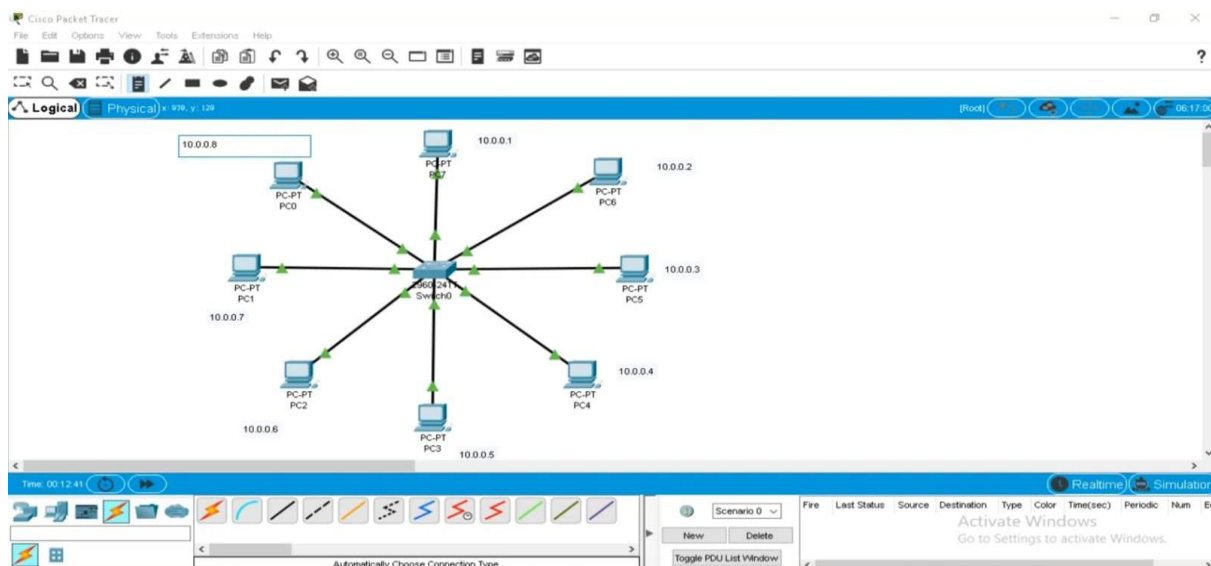 Cisco Packet Tracer
File Edit Options View Tools Extensions Help
?
Logical Physical x: 939, y: 129 [Root] 06:17:00
10.0.0.8
10.0.0.1
PC-PT
PC7
10.0.0.2
PC-PT
PC6
PC-PT
PC0
PC-PT
PC1
10.0.0.3
PC-PT
PC5
Switch0
10.0.0.7
10.0.0.4
PC-PT
PC2
PC-PT
PC4
10.0.0.6
PC-PT
PC3
10.0.0.5
Time: 00:12:41 Realtime Simulation
Scenario 0
Fire Last Status Source Destination Type Color Time(sec) Periodic Num
New Delete
Toggle PDU List Window
Activate Windows
Go to Settings to activate Windows.
Automatically Choose Connection Type